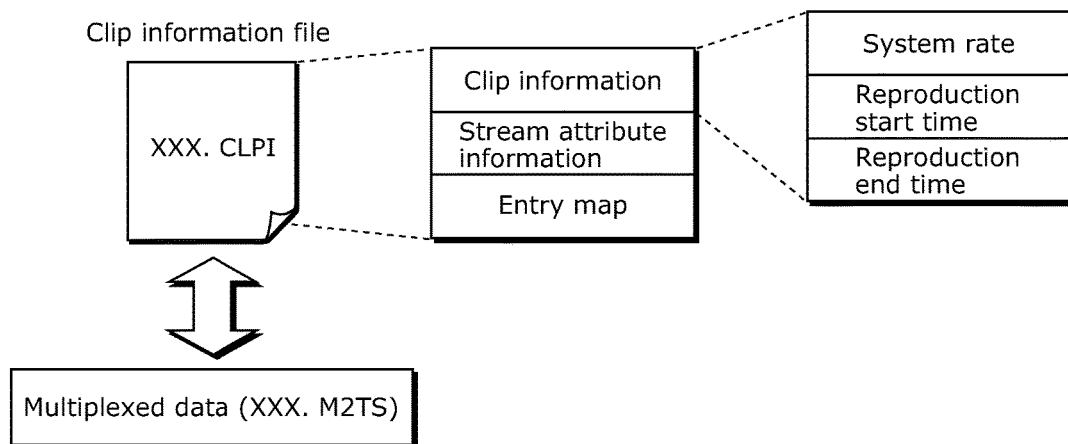 Clip information file
XXX. CLPI
Clip information
Stream attribute
information
Entry map
System rate
Reproduction
start time
Reproduction
end time
Multiplexed data (XXX. M2TS)